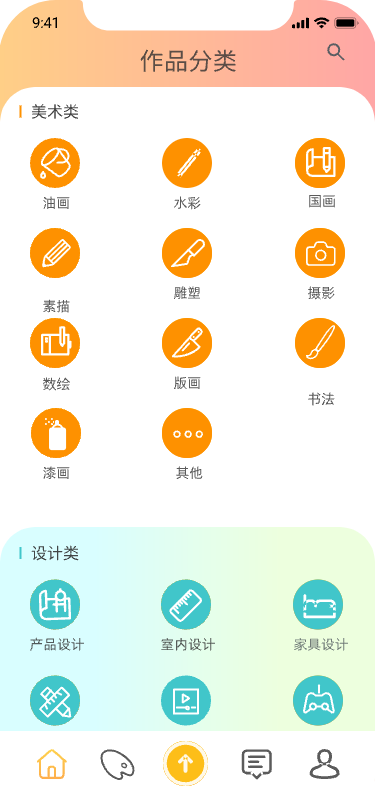 9:41
作品分类
美术类
油画 水彩 国画
素描 雕塑 摄影
数绘 版画 书法
漆画 其他
设计类
产品设计 室内设计 家具设计